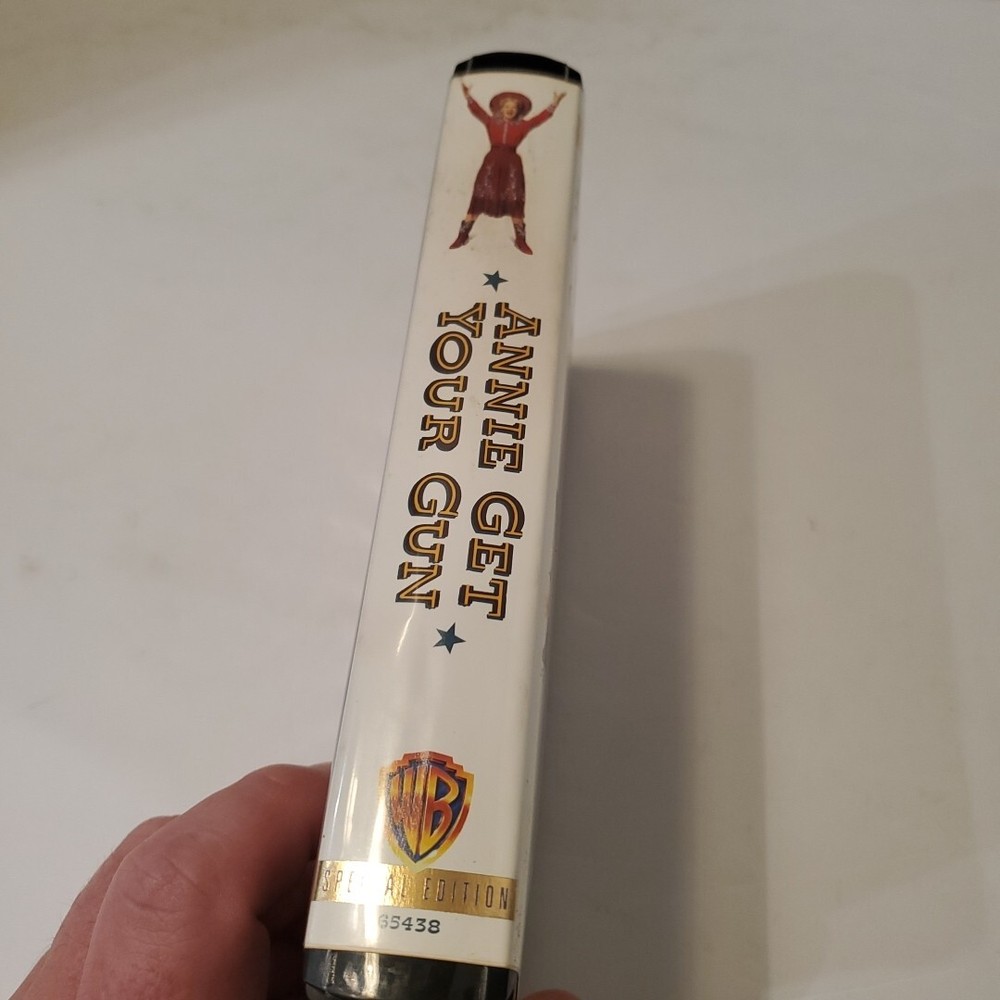 ANNIE GET
YOUR GUN
WB
SPECIAL EDITION
65438